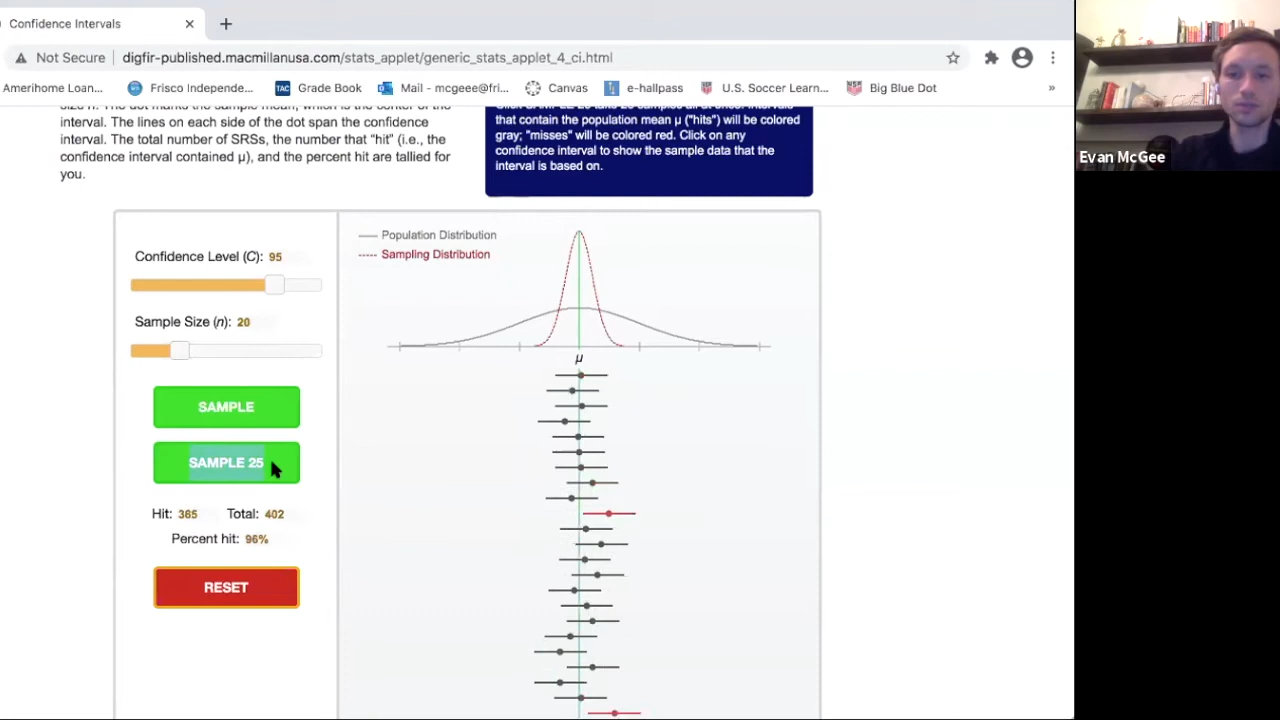 Confidence Intervals
Not Secure
digfir-published.macmillanusa.com/stats_applet/generic_stats_applet_4_ci.html
Amerihome Loan...
Frisco Independe...
TAC
Grade Book
Mail - mcgeee@fri...
Canvas
e-hallpass
U.S. Soccer Learn...
Big Blue Dot
»
interval. The lines on each side of the dot span the confidence
interval. The total number of SRSs, the number that “hit” (i.e., the
confidence interval contained μ), and the percent hit are tallied for
you.
that contain the population mean μ ("hits") will be colored
gray; "misses" will be colored red. Click on any
confidence interval to show the sample data that the
interval is based on.
Evan McGee
Confidence Level (C): 95
Sample Size (n): 20
SAMPLE
SAMPLE 25
Hit: 385 Total: 402
Percent hit: 96%
RESET
Population Distribution
Sampling Distribution
μ